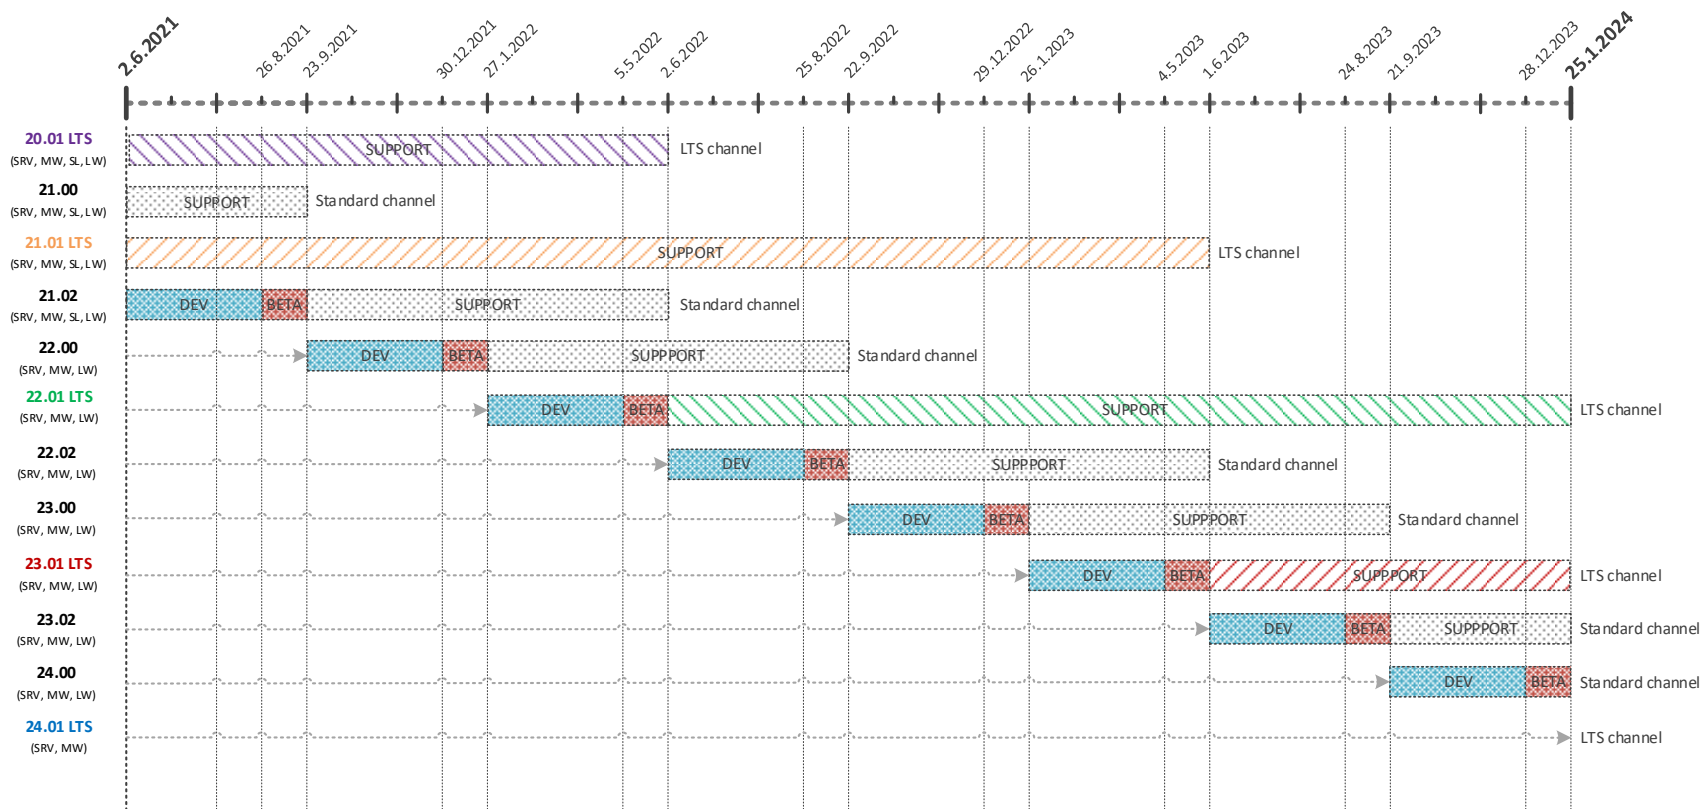 2.6.2021
26.8.2021
23.9.2021
30.12.2021
27.1.2022
5.5.2022
2.6.2022
25.8.2022
22.9.2022
29.12.2022
26.1.2023
4.5.2023
1.6.2023
24.8.2023
21.9.2023
28.12.2023
25.1.2024
20.01 LTS
(SRV, MW, SL, LW)
SUPPORT
LTS channel
21.00
(SRV, MW, SL, LW)
SUPPORT
Standard channel
21.01 LTS
(SRV, MW, SL, LW)
SUPPORT
LTS channel
21.02
(SRV, MW, SL, LW)
DEV
BETA
SUPPORT
Standard channel
22.00
(SRV, MW, LW)
DEV
BETA
SUPPPORT
Standard channel
22.01 LTS
(SRV, MW, LW)
DEV
BETA
SUPPORT
LTS channel
22.02
(SRV, MW, LW)
DEV
BETA
SUPPPORT
Standard channel
23.00
(SRV, MW, LW)
DEV
BETA
SUPPPORT
Standard channel
23.01 LTS
(SRV, MW, LW)
DEV
BETA
SUPPPORT
LTS channel
23.02
(SRV, MW, LW)
DEV
BETA
SUPPPORT
Standard channel
24.00
(SRV, MW, LW)
DEV
BETA
Standard channel
24.01 LTS
(SRV, MW)
LTS channel